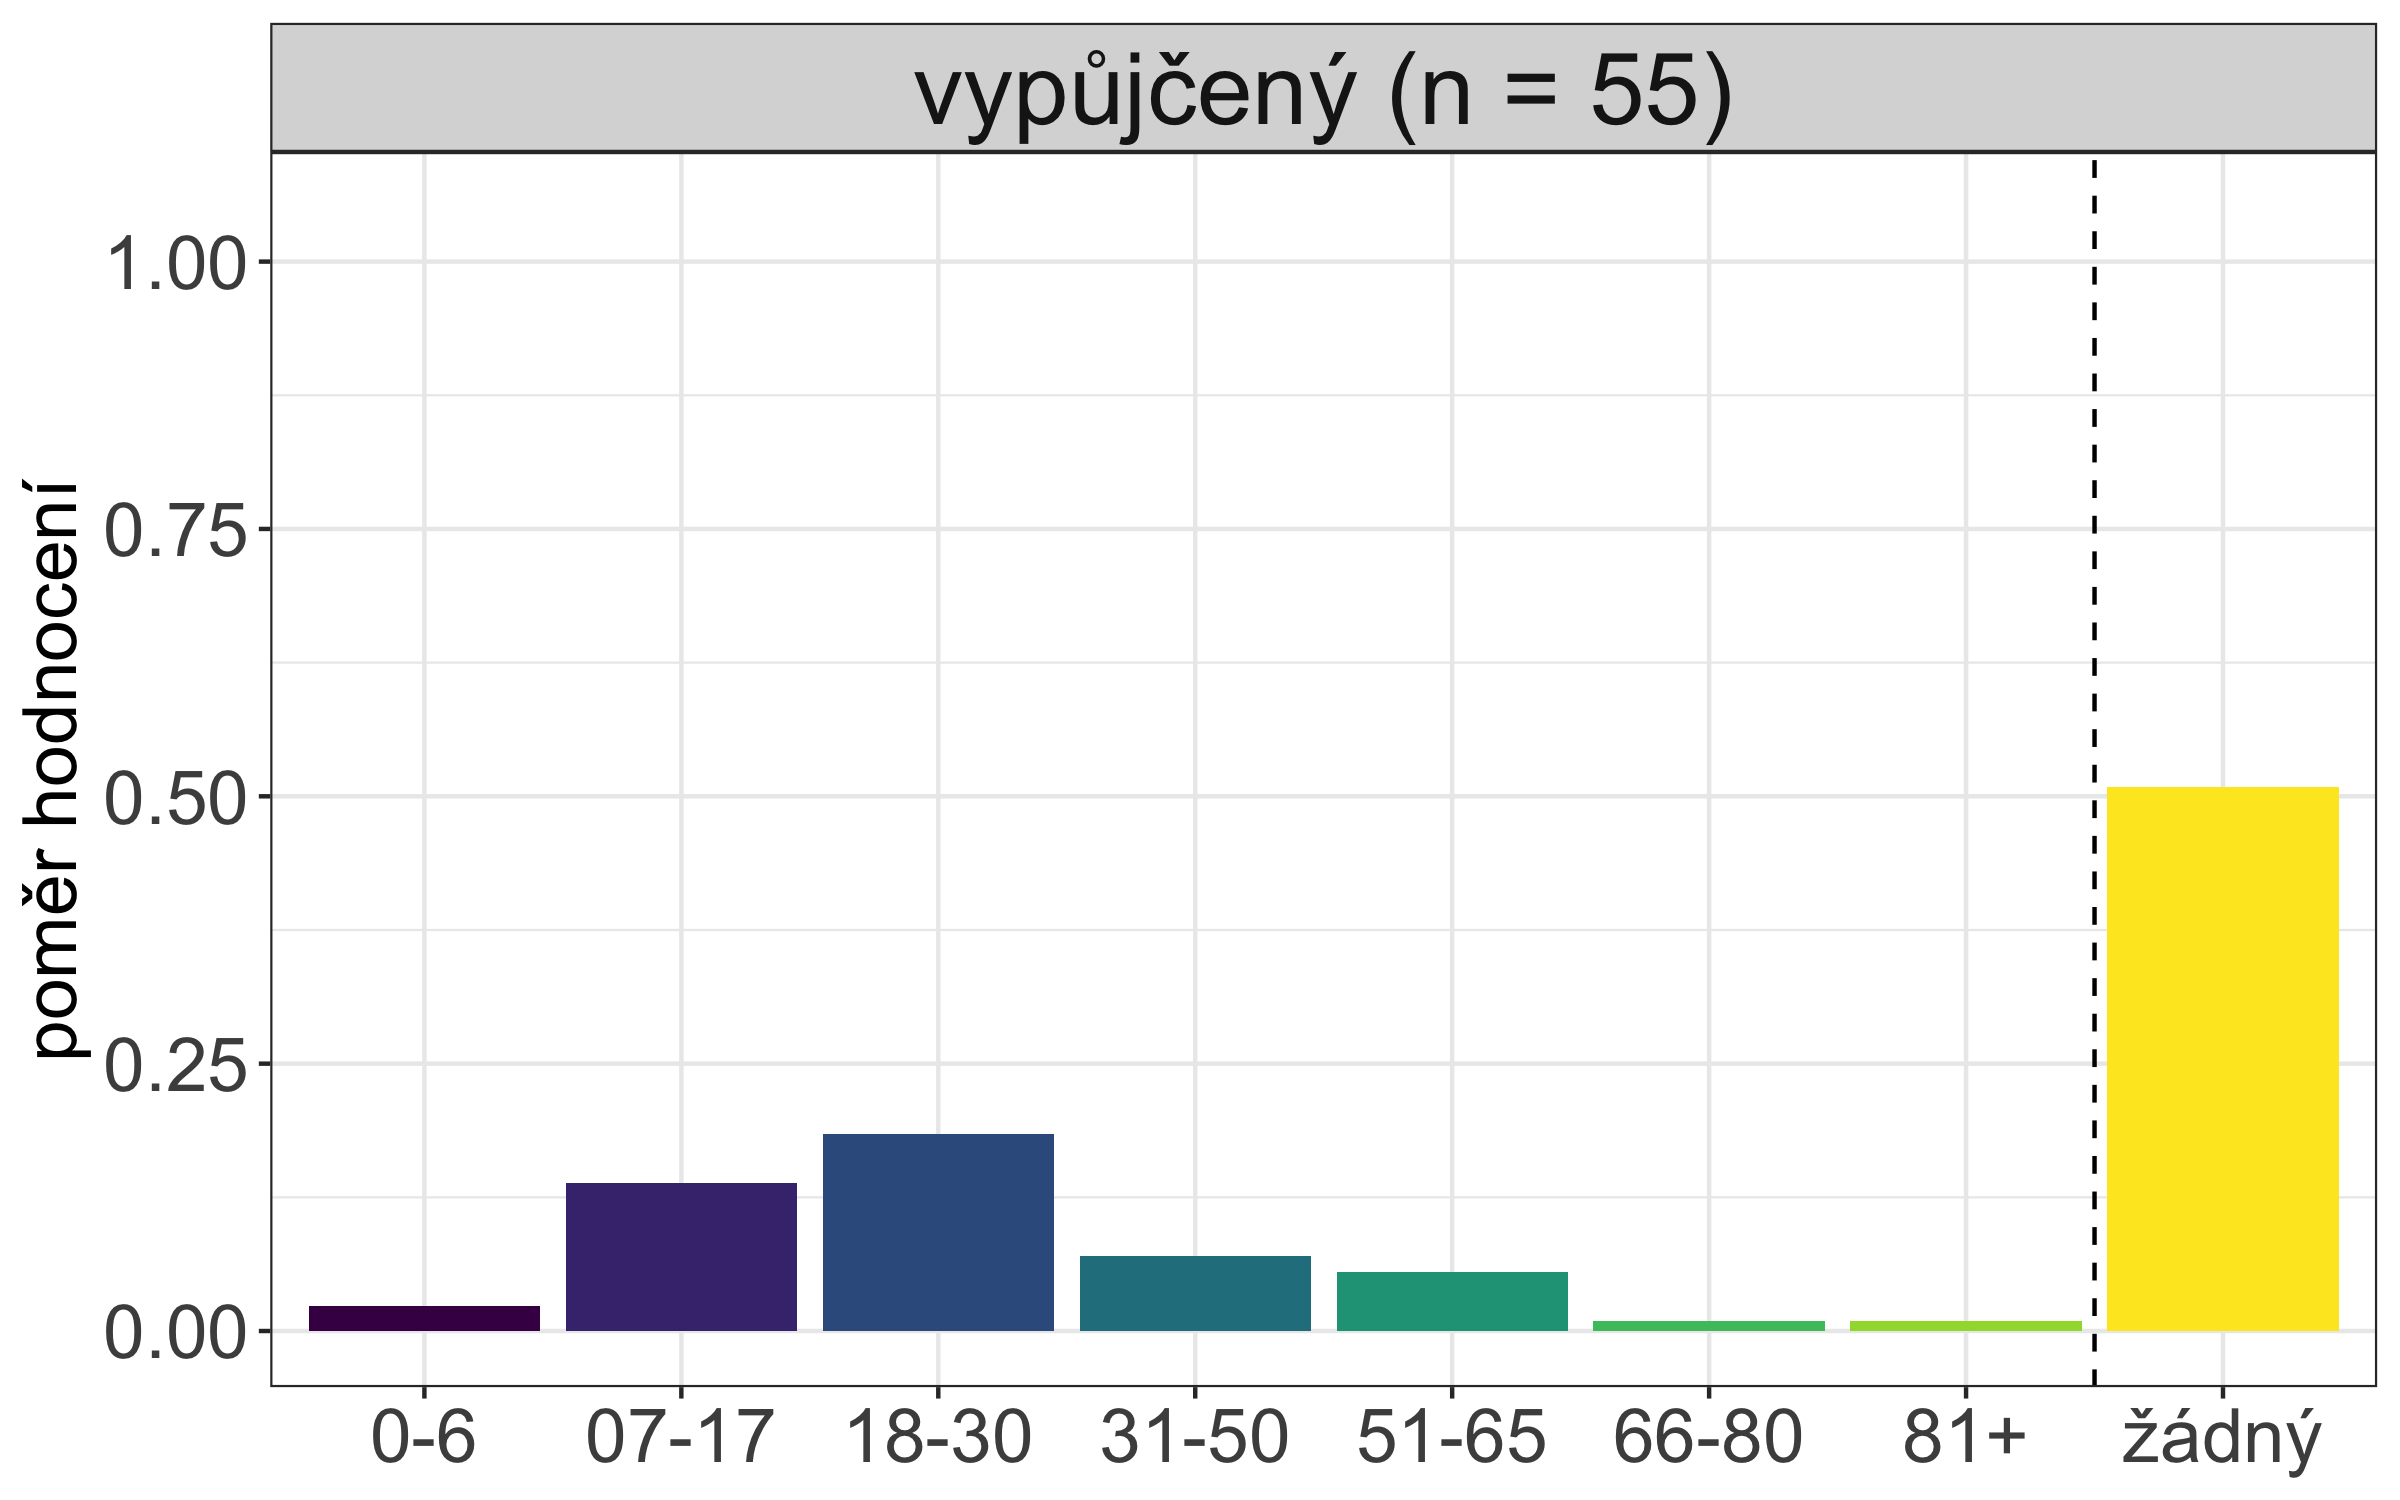 vypůjčený (n = 55)
poměr hodnocení
1.00
0.75
0.50
0.25
0.00
0-6 07-17 18-30 31-50 51-65 66-80 81+ žádný